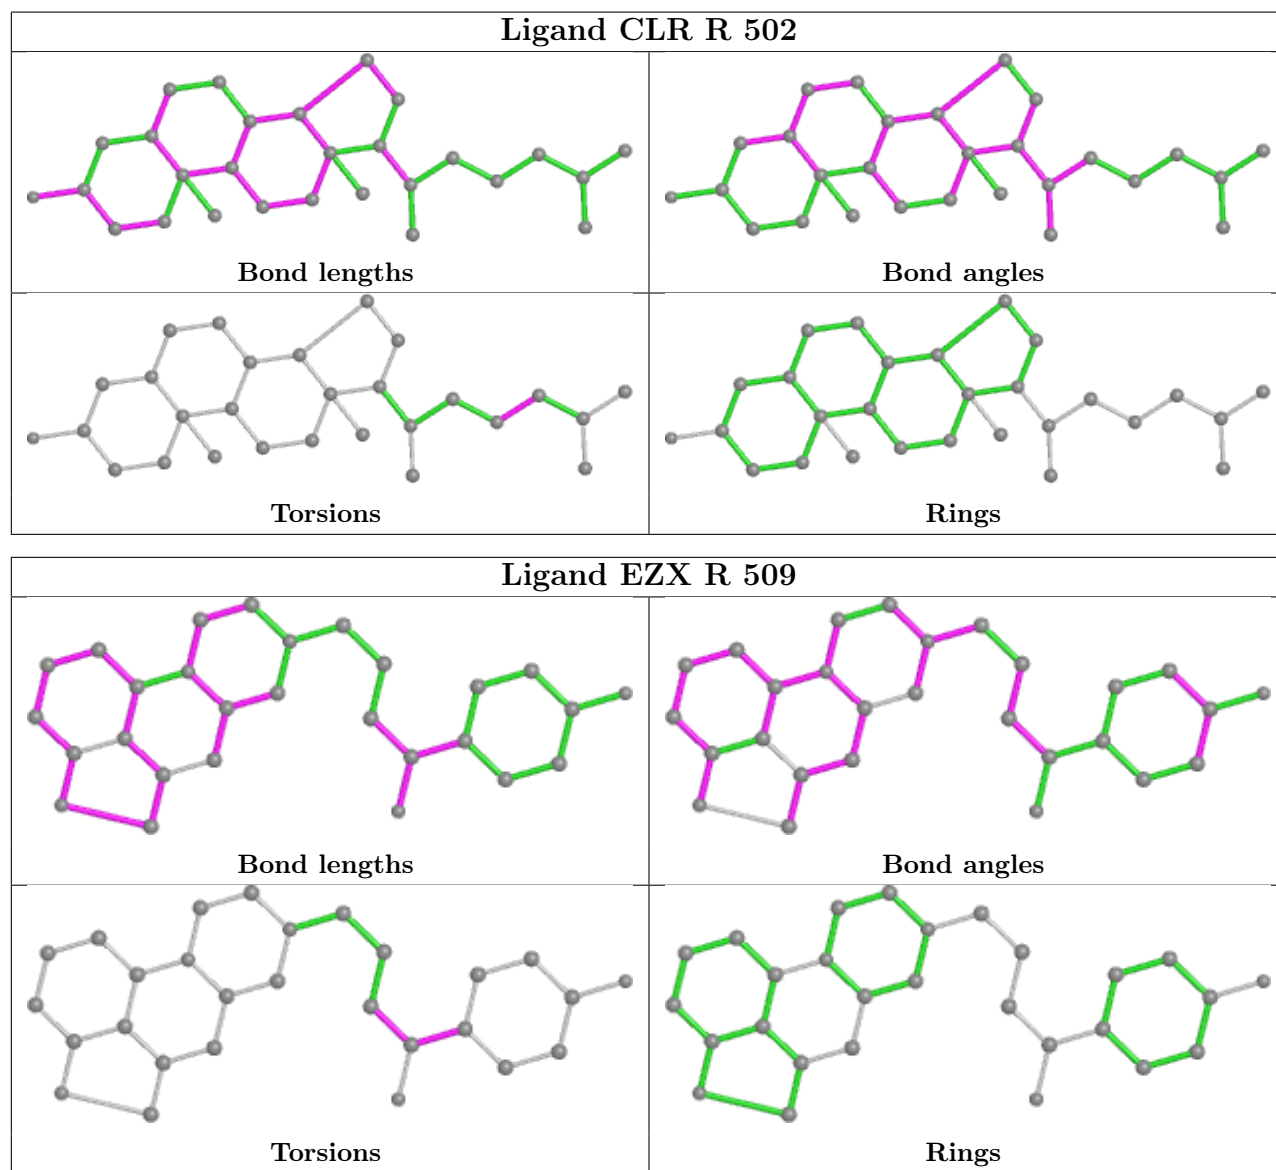 Ligand CLR R 502
Bond lengths
Bond angles
Torsions
Rings
Ligand EZX R 509
Bond lengths
Bond angles
Torsions
Rings